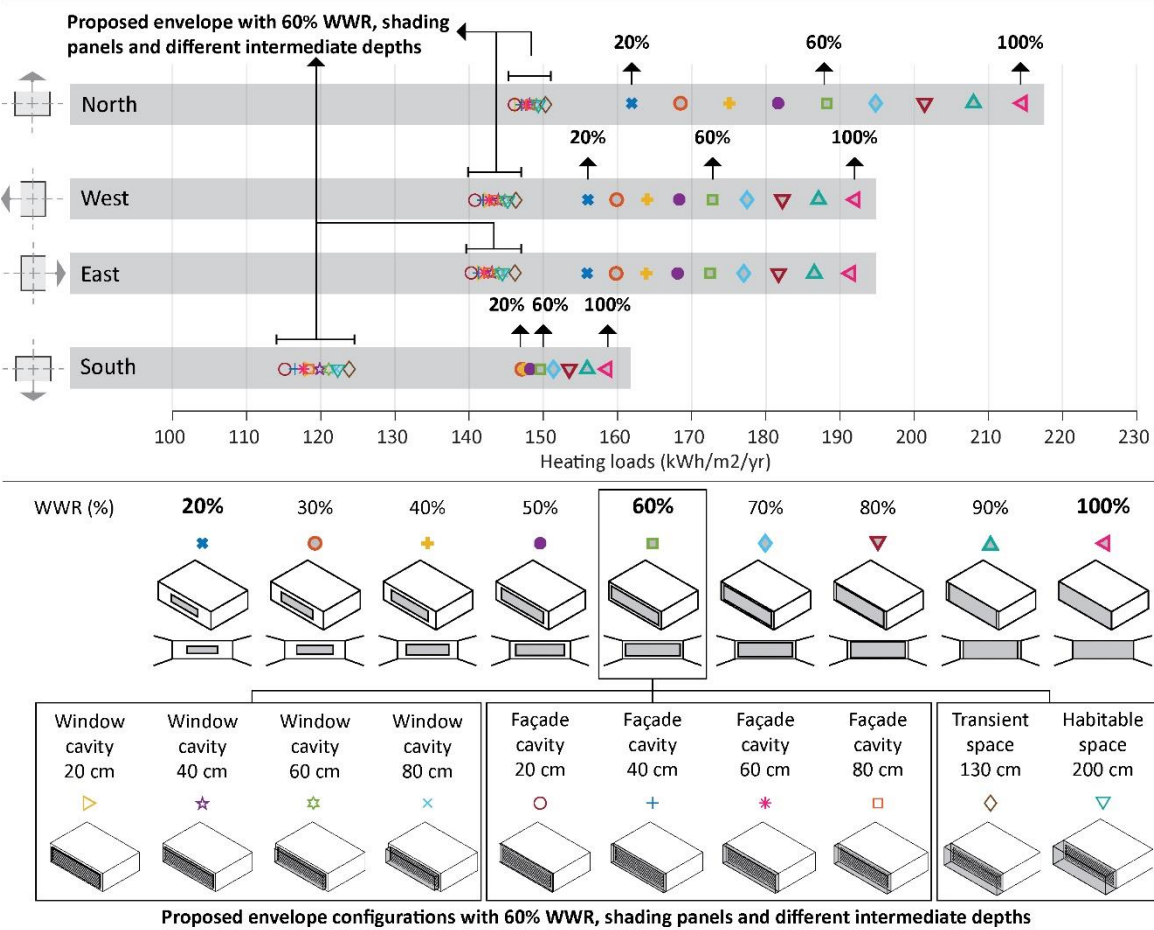 Proposed envelope with 60% WWR, shading
panels and different intermediate depths
20% 60% 100%
North
20% 60% 100%
West
East
20% 60% 100%
South
100 110 120 130 140 150 160 170 180 190 200 210 220 230
Heating loads (kWh/m2/yr)
WWR (%) 20% 30% 40% 50% 60% 70% 80% 90% 100%
Window Window Window Window Façade Façade Façade Façade Transient Habitable
cavity cavity cavity cavity cavity cavity cavity cavity space space
20 cm 40 cm 60 cm 80 cm 20 cm 40 cm 60 cm 80 cm 130 cm 200 cm
Proposed envelope configurations with 60% WWR, shading panels and different intermediate depths